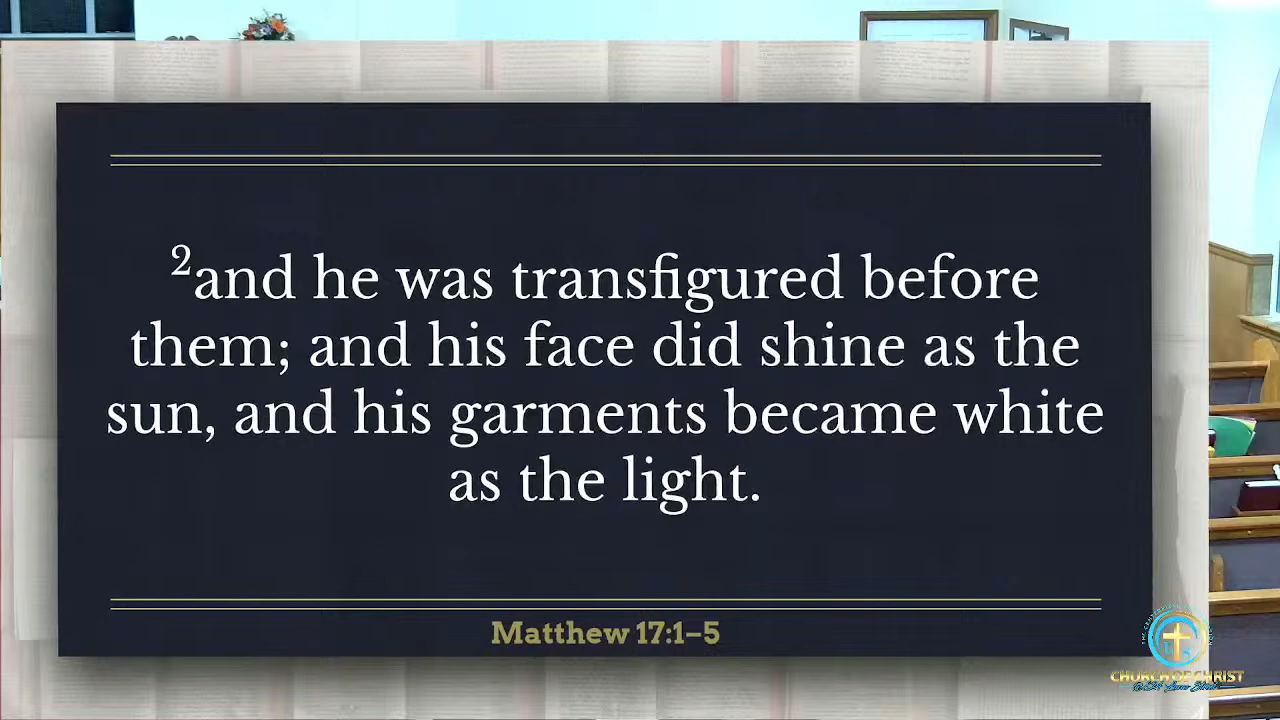 ²and he was transfigured before
them; and his face did shine as the
sun, and his garments became white
as the light.
Matthew 17:1–5
CHURCH OF CHRIST